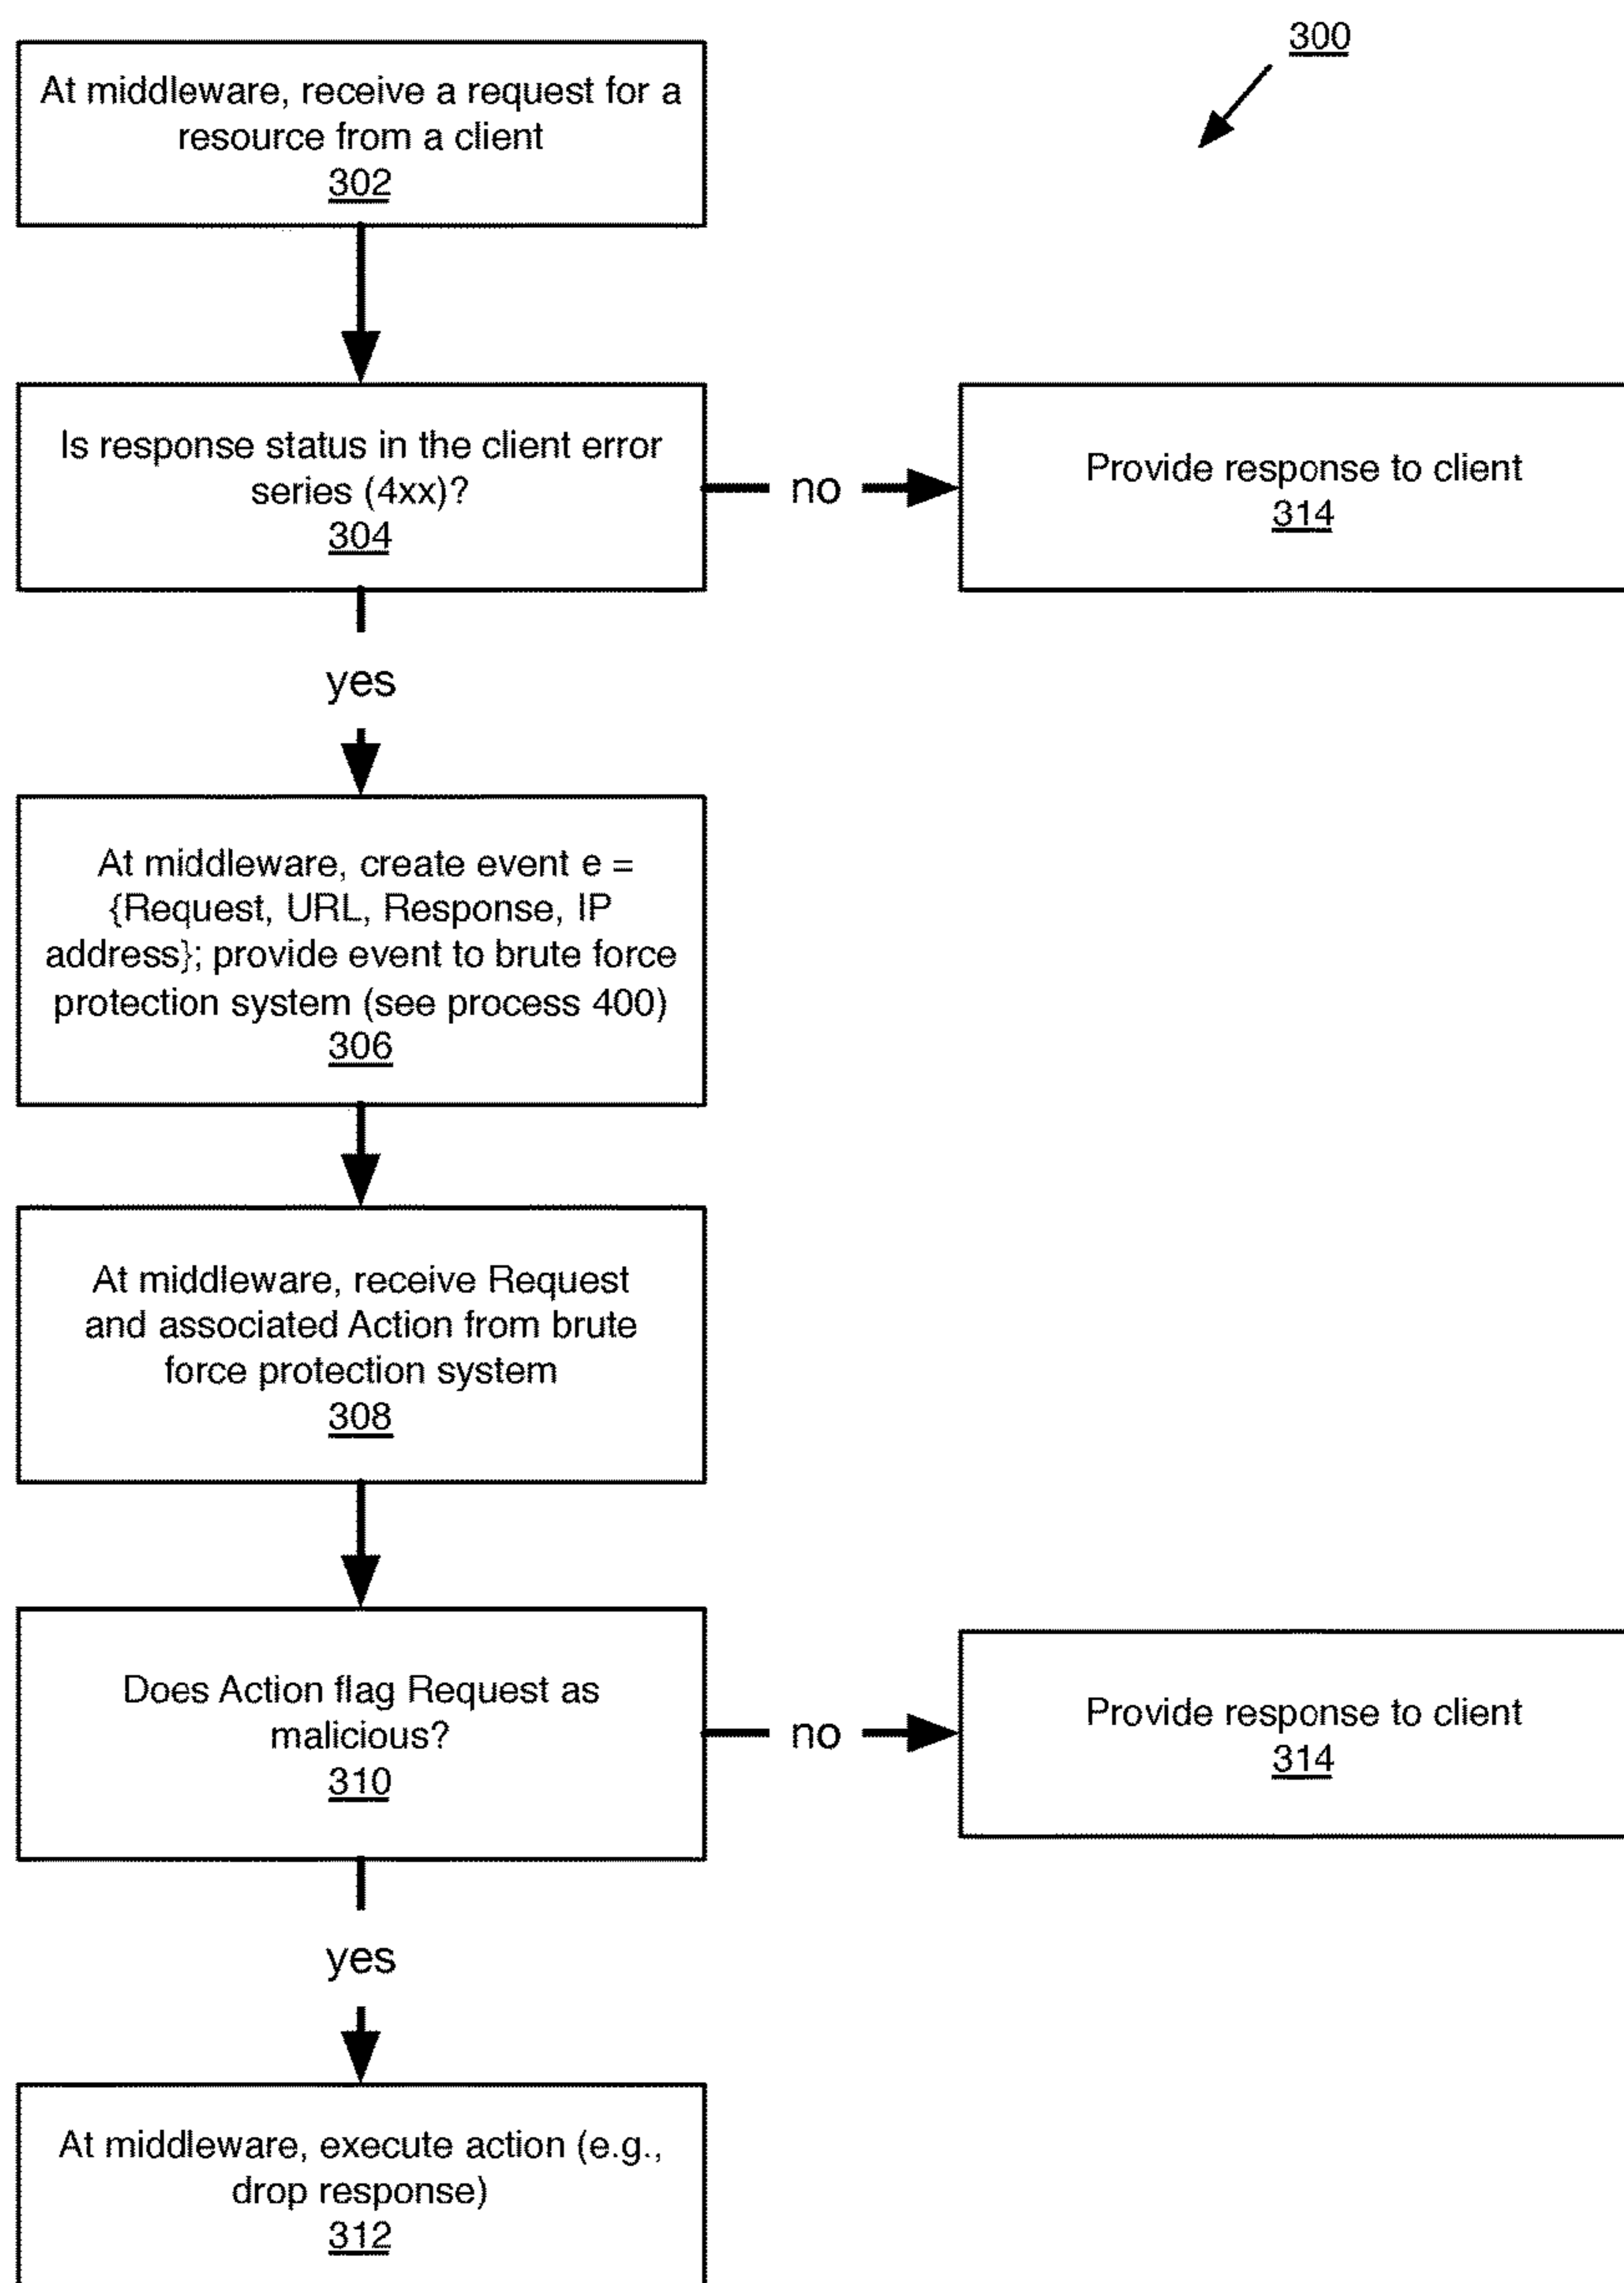 300
At middleware, receive a request for a
resource from a client
302
Is response status in the client error
series (4xx)?
304
no
Provide response to client
314
yes
At middleware, create event e =
{Request, URL, Response, IP
address}; provide event to brute force
protection system (see process 400)
306
At middleware, receive Request
and associated Action from brute
force protection system
308
Does Action flag Request as
malicious?
310
no
Provide response to client
314
yes
At middleware, execute action (e.g.,
drop response)
312